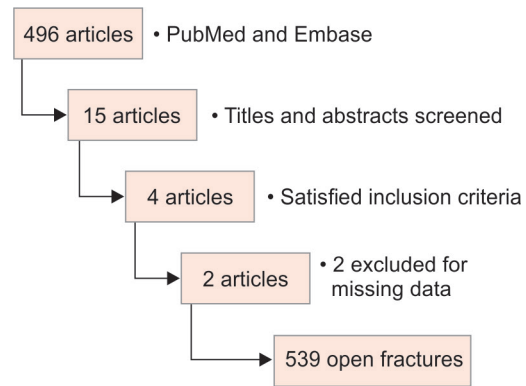 496 articles • PubMed and Embase
15 articles • Titles and abstracts screened
4 articles • Satisfied inclusion criteria
2 articles • 2 excluded for
missing data
539 open fractures